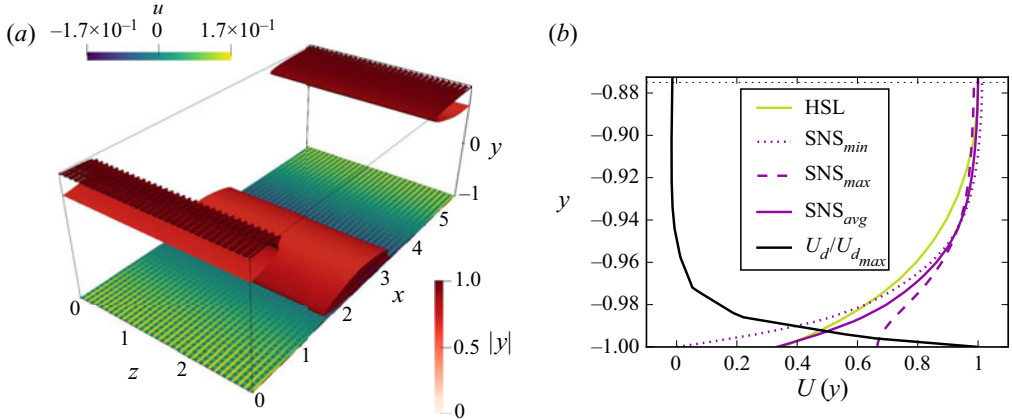 (a)
u
−1.7×10⁻¹ 0 1.7×10⁻¹
0
y
−1
5
4
3
x
2
1
0
0
1
z
2
1.0
0.5
|y|
0
(b)
−0.88
−0.90
−0.92
y
−0.94
−0.96
−0.98
−1.00
HSL
SNS_min
SNS_max
SNS_avg
U_d/U_d_max
0 0.2 0.4 0.6 0.8 1
U (y)